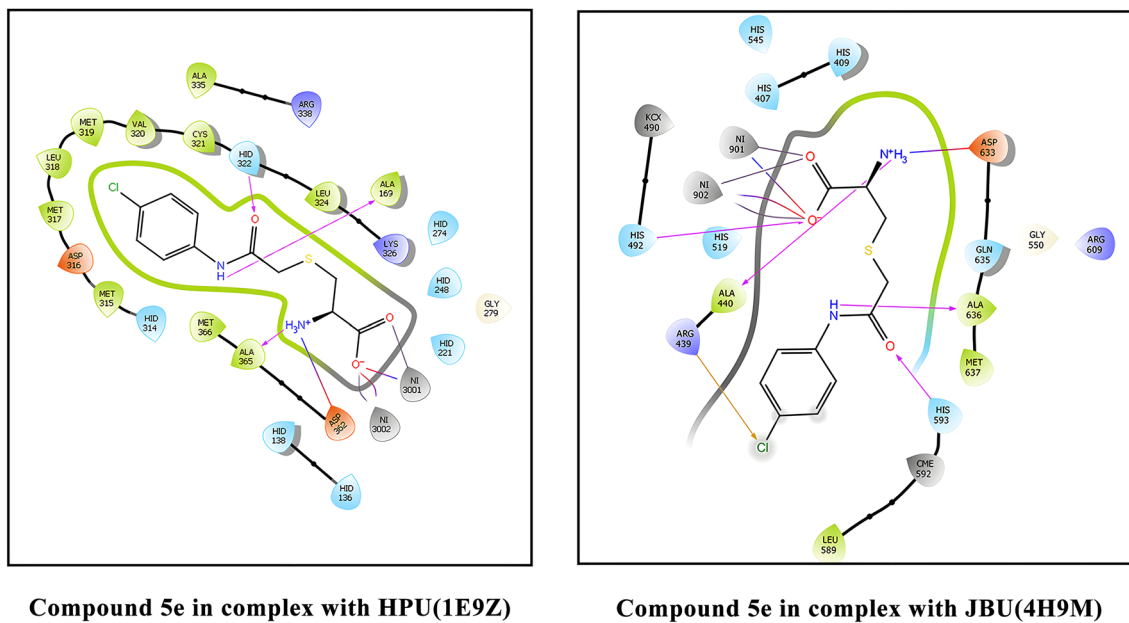 ALA
335
ARG
338
MET
319
VAL
320
CYS
321
HID
322
LEU
318
LEU
324
ALA
169
MET
317
LYS
326
HID
274
ASP
316
HID
248
GLY
279
MET
315
HID
314
HID
221
MET
366
ALA
365
NI
3001
ASP
362
NI
3002
HID
138
HID
136
Cl
O
N
H
S
H₃N⁺
O
O⁻
HIS
545
HIS
409
HIS
407
KCX
490
NI
901
NI
902
HIS
492
HIS
519
ALA
440
ARG
439
ASP
633
GLN
635
GLY
550
ARG
609
ALA
636
MET
637
HIS
593
CME
592
LEU
589
O
N⁺H₃
O⁻
S
H
N
O
Cl
Compound 5e in complex with HPU(1E9Z)
Compound 5e in complex with JBU(4H9M)